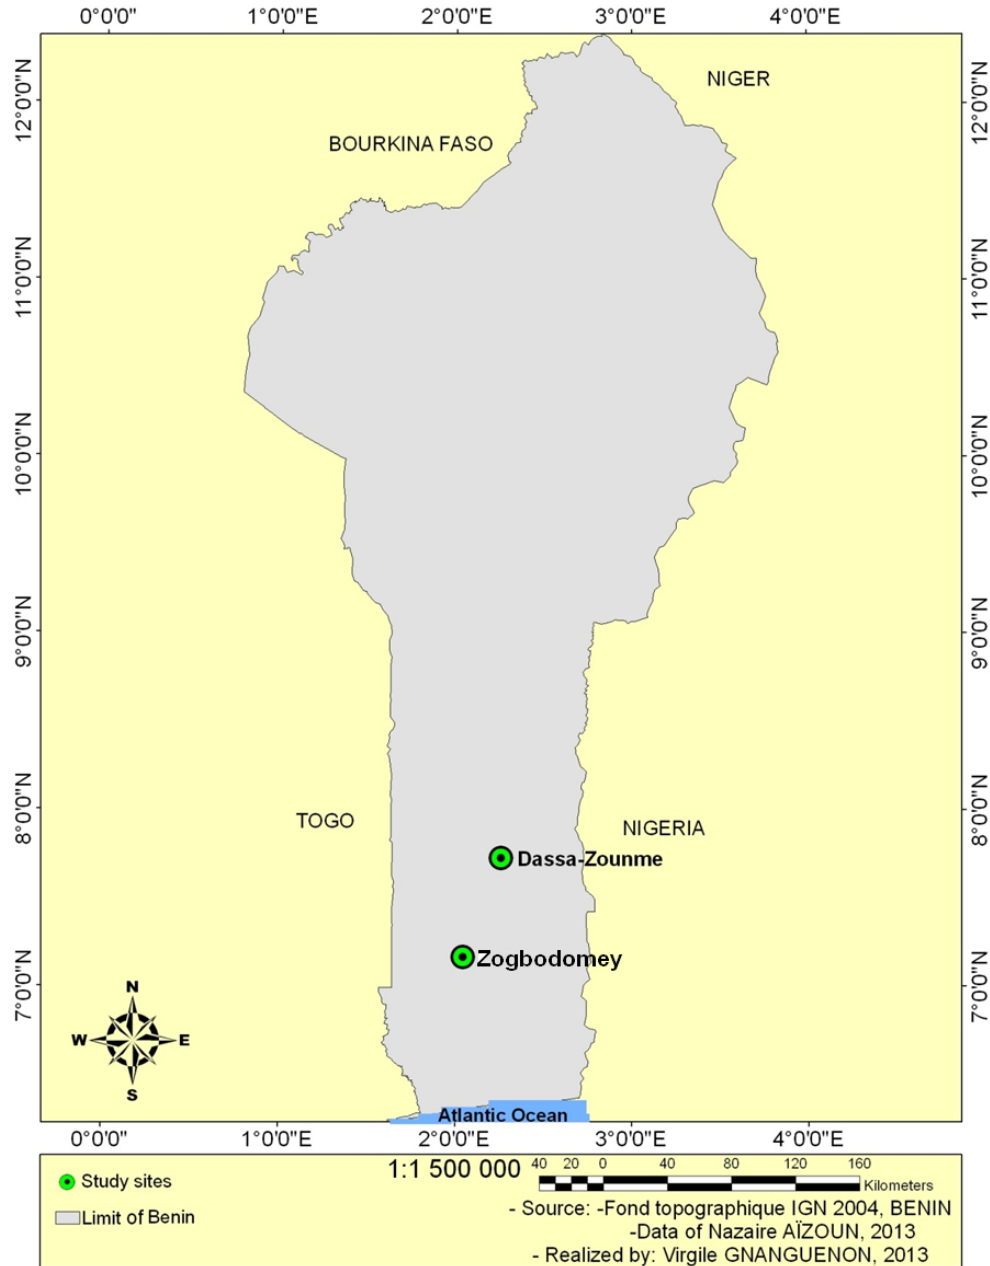 0°0'0" 1°0'0"E 2°0'0"E 3°0'0"E 4°0'0"E
12°0'0"N 12°0'0"N
NIGER
BOURKINA FASO
11°0'0"N 11°0'0"N
10°0'0"N 10°0'0"N
9°0'0"N 9°0'0"N
8°0'0"N 8°0'0"N
TOGO NIGERIA
Dassa-Zounme
Zogbodomey
7°0'0"N 7°0'0"N
N
W E
S
Atlantic Ocean
0°0'0" 1°0'0"E 2°0'0"E 3°0'0"E 4°0'0"E
1:1 500 000 40 20 0 40 80 120 160
Kilometers
Study sites
Limit of Benin
- Source: -Fond topographique IGN 2004, BENIN
-Data of Nazaire AÏZOUN, 2013
- Realized by: Virgile GNANGUENON, 2013